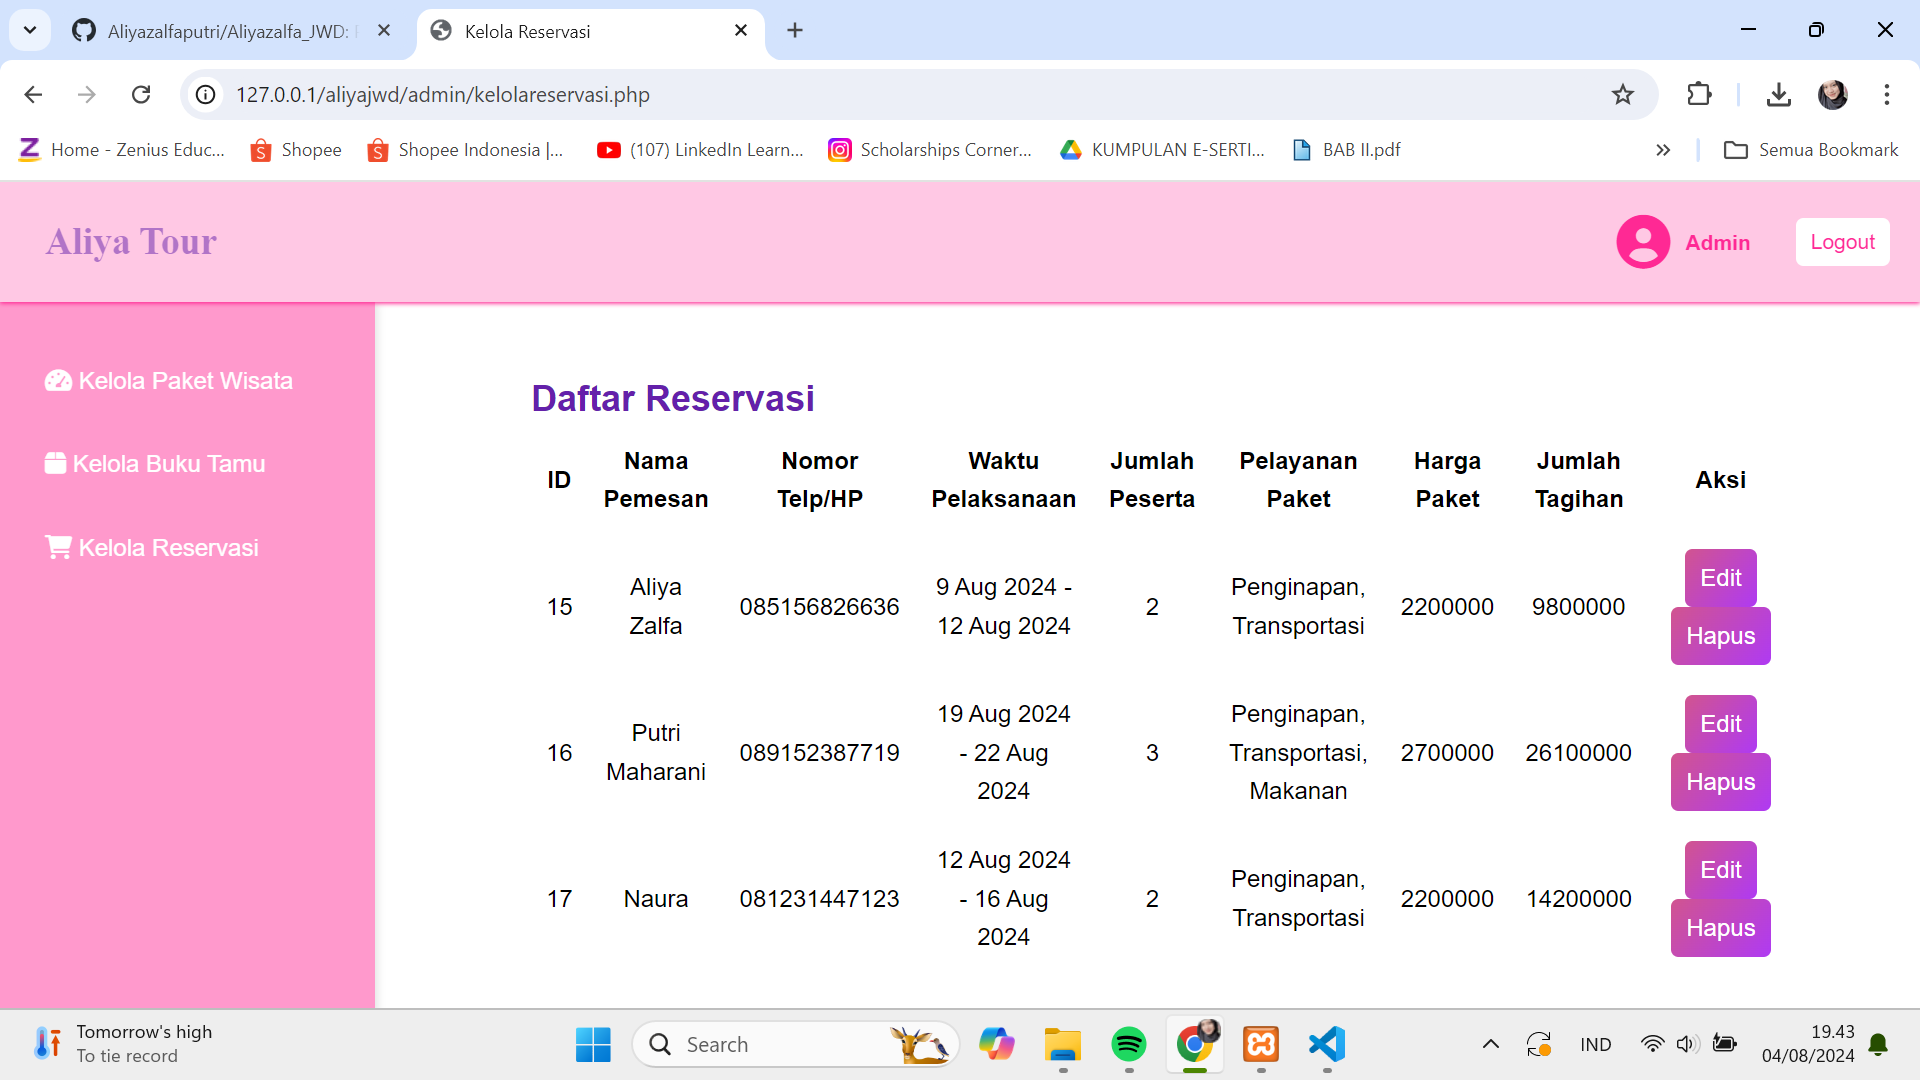 Aliyazalfaputri/Aliyazalfa_JWD:
Kelola Reservasi
127.0.0.1/aliyajwd/admin/kelolareservasi.php
Home - Zenius Educ...
Shopee
Shopee Indonesia |...
(107) LinkedIn Learn...
Scholarships Corner...
KUMPULAN E-SERTI...
BAB II.pdf
Semua Bookmark
Aliya Tour
Admin
Logout
Kelola Paket Wisata
Kelola Buku Tamu
Kelola Reservasi
Daftar Reservasi
ID
Nama
Pemesan
Nomor
Telp/HP
Waktu
Pelaksanaan
Jumlah
Peserta
Pelayanan
Paket
Harga
Paket
Jumlah
Tagihan
Aksi
15
Aliya
Zalfa
085156826636
9 Aug 2024 -
12 Aug 2024
2
Penginapan,
Transportasi
2200000
9800000
Edit
Hapus
16
Putri
Maharani
089152387719
19 Aug 2024
- 22 Aug
2024
3
Penginapan,
Transportasi,
Makanan
2700000
26100000
Edit
Hapus
17
Naura
081231447123
12 Aug 2024
- 16 Aug
2024
2
Penginapan,
Transportasi
2200000
14200000
Edit
Hapus
Tomorrow's high
To tie record
Search
IND
19.43
04/08/2024